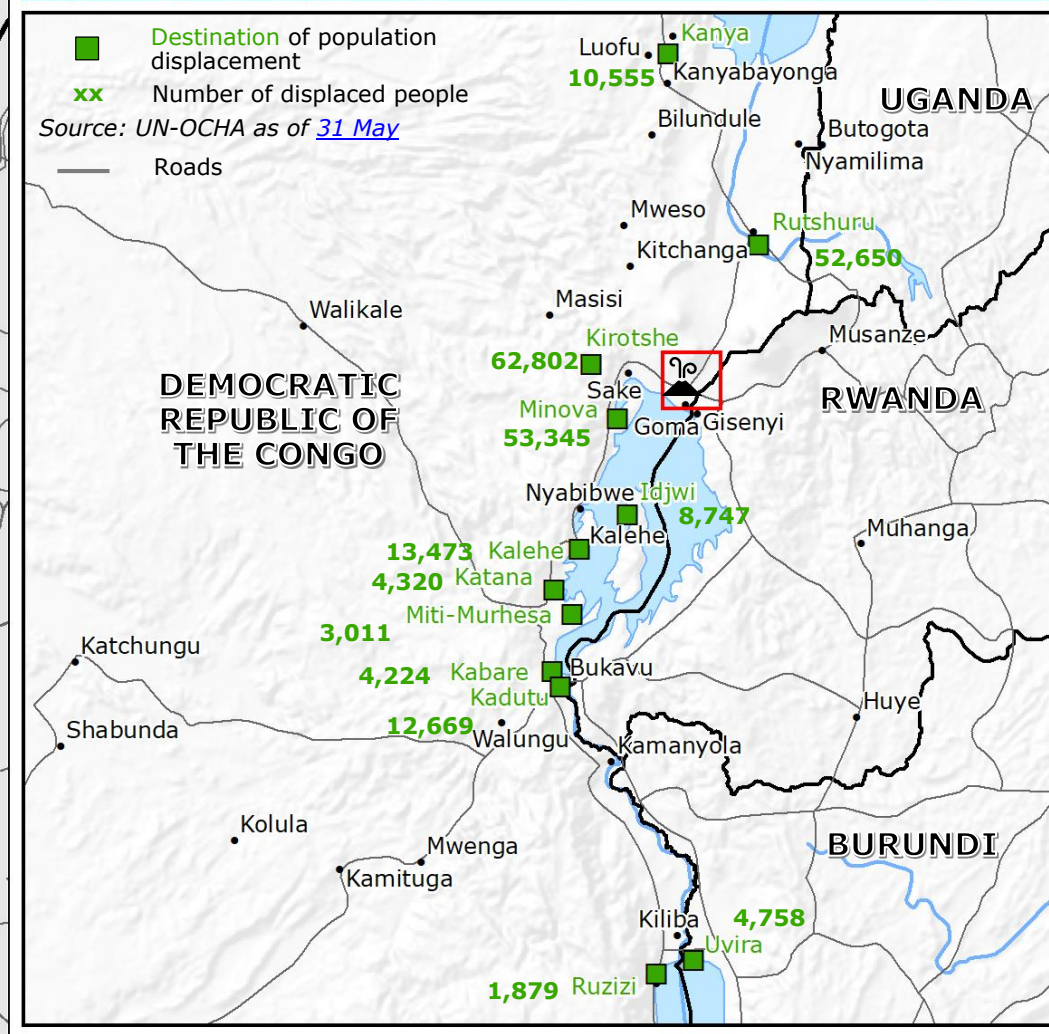 Destination of population
displacement
xx Number of displaced people
Source: UN-OCHA as of 31 May
Roads
Kanya
Luofu
10,555
Kanyabayonga
UGANDA
Bilundule
Butogota
Nyamilima
Mweso
Rutshuru
Kitchanga
52,650
Masisi
Walikale
Kirotshe
Musanze
62,802
Sake
DEMOCRATIC
REPUBLIC OF
THE CONGO
RWANDA
Minova
53,345
Goma
Gisenyi
Nyabibwe
Idjwi
8,747
Muhanga
Kalehe
13,473
Kalehe
4,320
Katana
Miti-Murhesa
3,011
Katchungu
4,224
Kabare
Bukavu
Kadutu
Huye
12,669
Shabunda
Walungu
Kamanyola
Kolula
BURUNDI
Mwenga
Kamituga
Kiliba
4,758
Uvira
1,879
Ruzizi